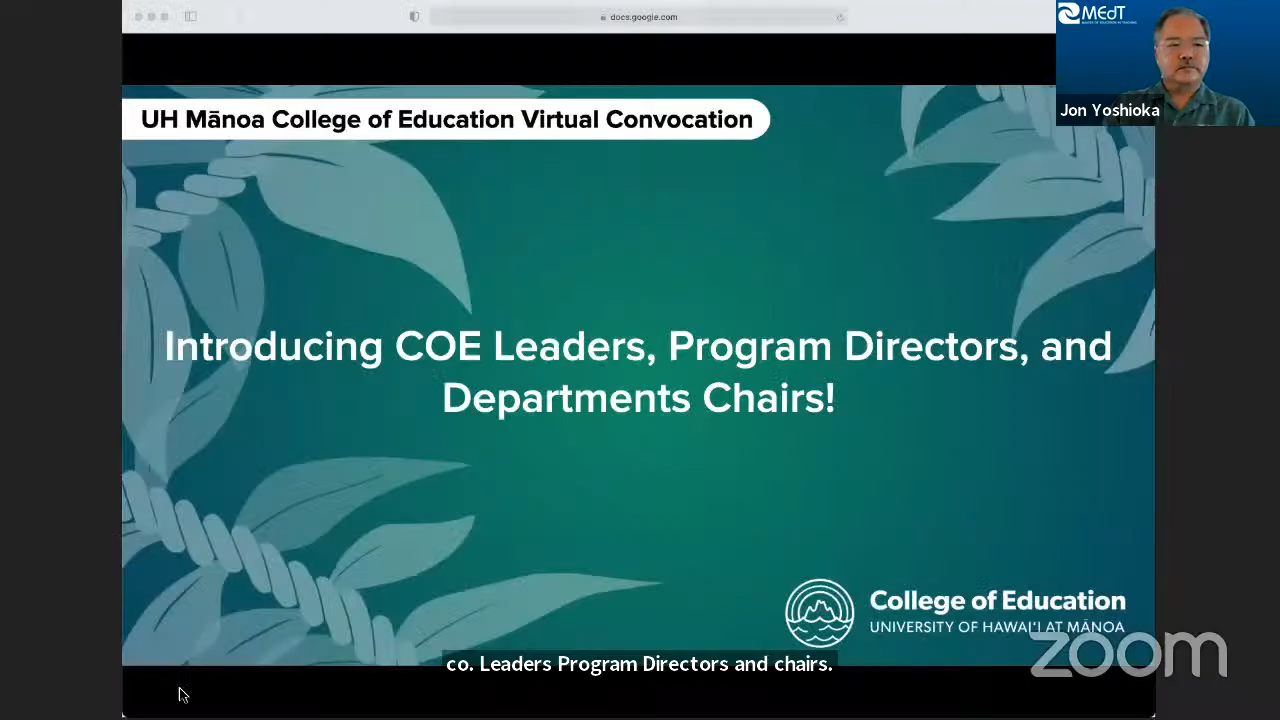 docs.google.com
MEdT
Jon Yoshioka
UH Mānoa College of Education Virtual Convocation
Introducing COE Leaders, Program Directors, and
Departments Chairs!
College of Education
UNIVERSITY OF HAWAIʻI AT MĀNOA
zoom
co. Leaders Program Directors and chairs.